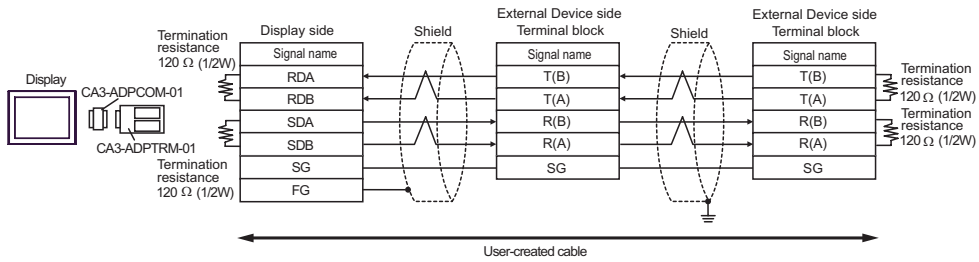 Display
CA3-ADPCOM-01
CA3-ADPTRM-01
Termination
resistance
120 Ω (1/2W)
Termination
resistance
120 Ω (1/2W)
Display side
Signal name
RDA
RDB
SDA
SDB
SG
FG
Shield
External Device side
Terminal block
Signal name
T(B)
T(A)
R(B)
R(A)
SG
Shield
External Device side
Terminal block
Signal name
T(B)
T(A)
R(B)
R(A)
SG
Termination
resistance
120 Ω (1/2W)
Termination
resistance
120 Ω (1/2W)
User-created cable